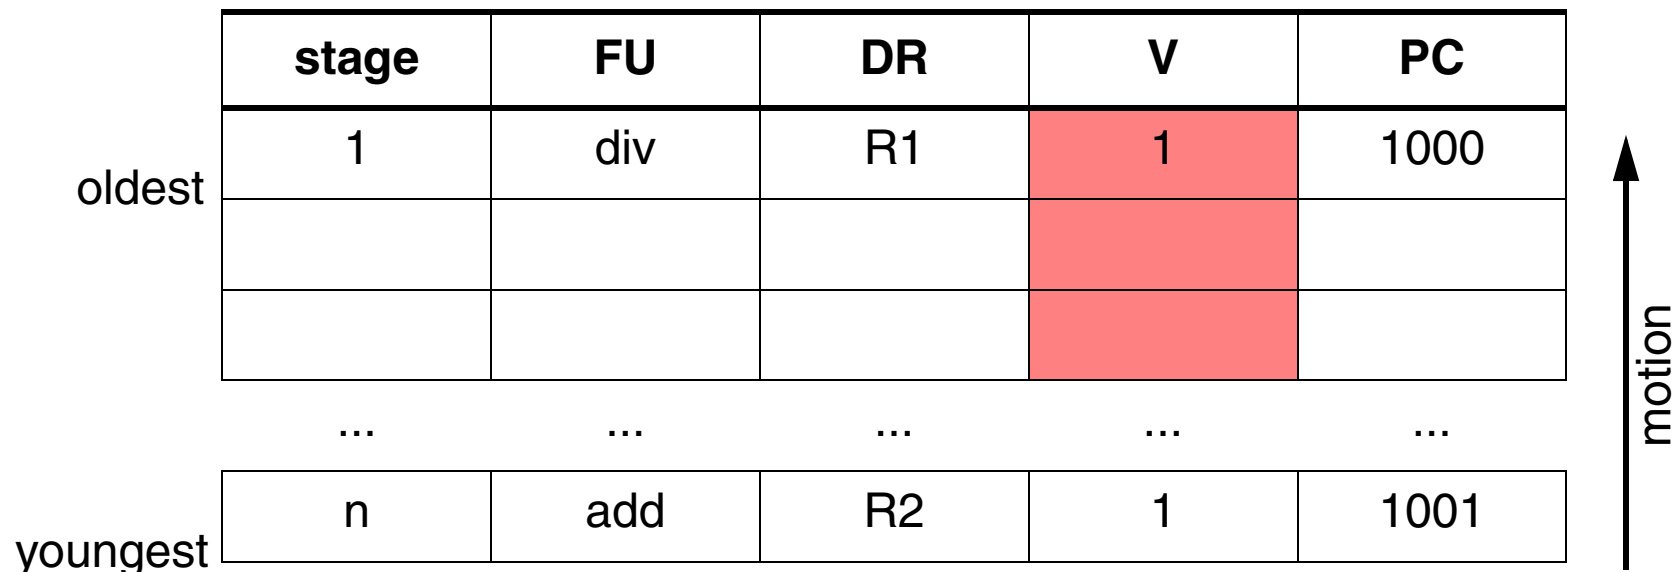 stage FU DR V PC
1 div R1 1 1000
oldest
... ... ... ... ...
motion
n add R2 1 1001
youngest